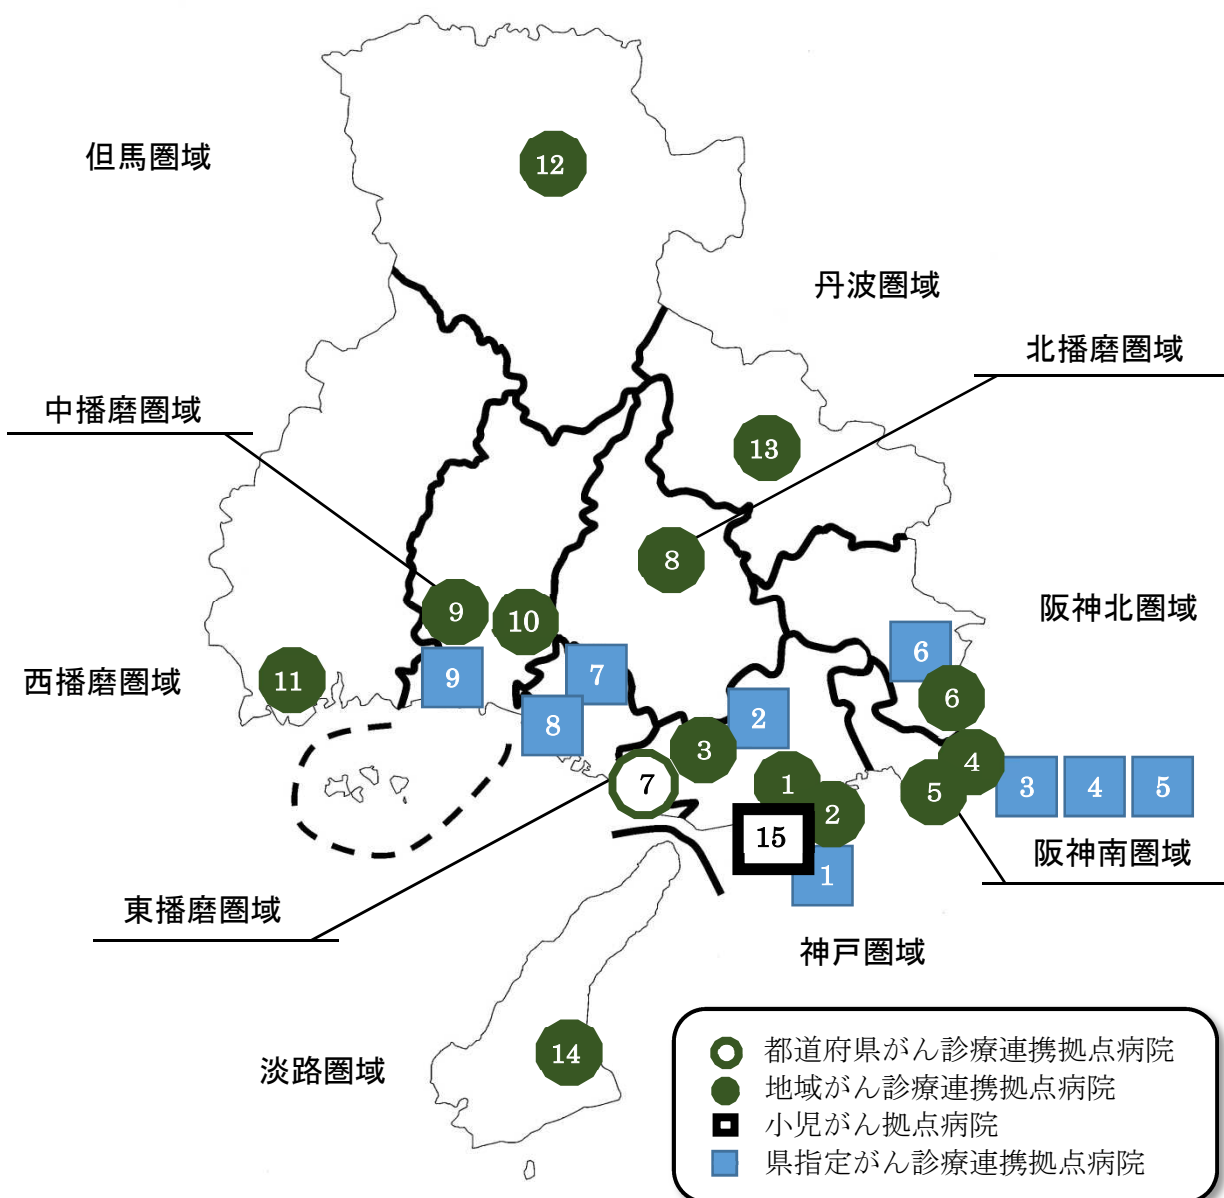 12
但馬圏域
丹波圏域
北播磨圏域
中播磨圏域
13
8
9
10
阪神北圏域
6
7
9
11
西播磨圏域
6
2
8
3
4
7
1
5
3
4
5
2
15
阪神南圏域
1
東播磨圏域
神戸圏域
14
淡路圏域
都道府県がん診療連携拠点病院
地域がん診療連携拠点病院
小児がん拠点病院
県指定がん診療連携拠点病院